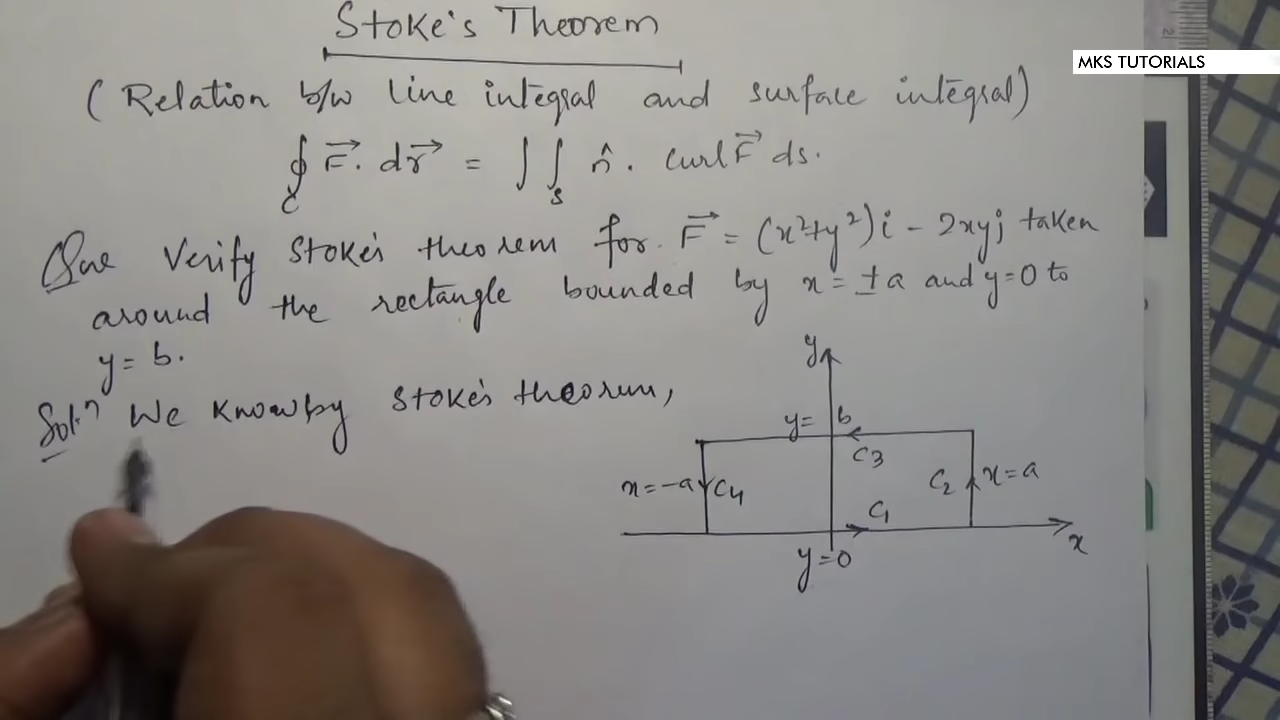 Stoke's Theorem
MKS TUTORIALS
(Relation b/w line integral and surface integral)
∮_C F⃗. dr⃗ = ∫∫_S n̂. curl F⃗ ds.
Que Verify Stoke's theorem for. F⃗ = (x²+y²)i - 2xyj taken
around the rectangle bounded by x = ±a and y=0 to
y = b.
Solⁿ We know by Stoke's theorem,
y
y= b
C3
x=-a C4
C2 x=a
C1
x
y=0
2